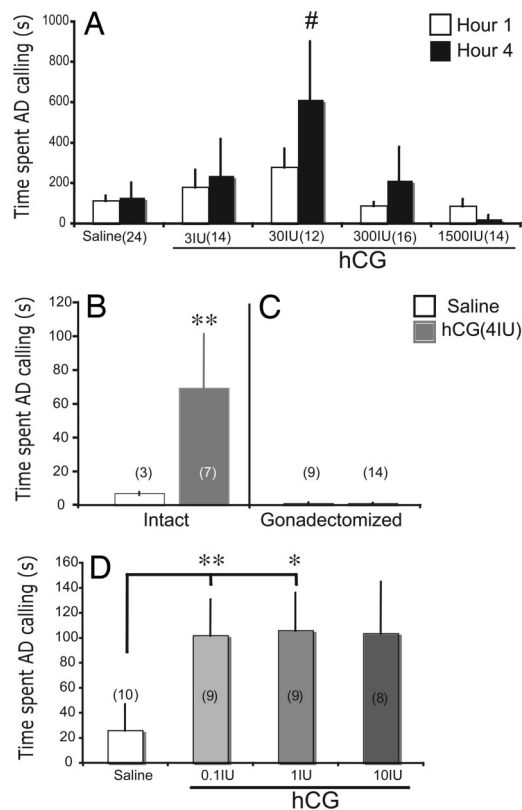 A
Hour 1
Hour 4
#
Time spent AD calling (s)
1000
800
600
400
200
0
Saline(24)
3IU(14)
30IU(12)
300IU(16)
1500IU(14)
hCG
B
C
Saline
hCG(4IU)
**
Time spent AD calling (s)
120
100
80
60
40
20
0
(3)
(7)
(9)
(14)
Intact
Gonadectomized
D
**
*
Time spent AD calling (s)
160
140
120
100
80
60
40
20
0
(10)
(9)
(9)
(8)
Saline
0.1IU
1IU
10IU
hCG